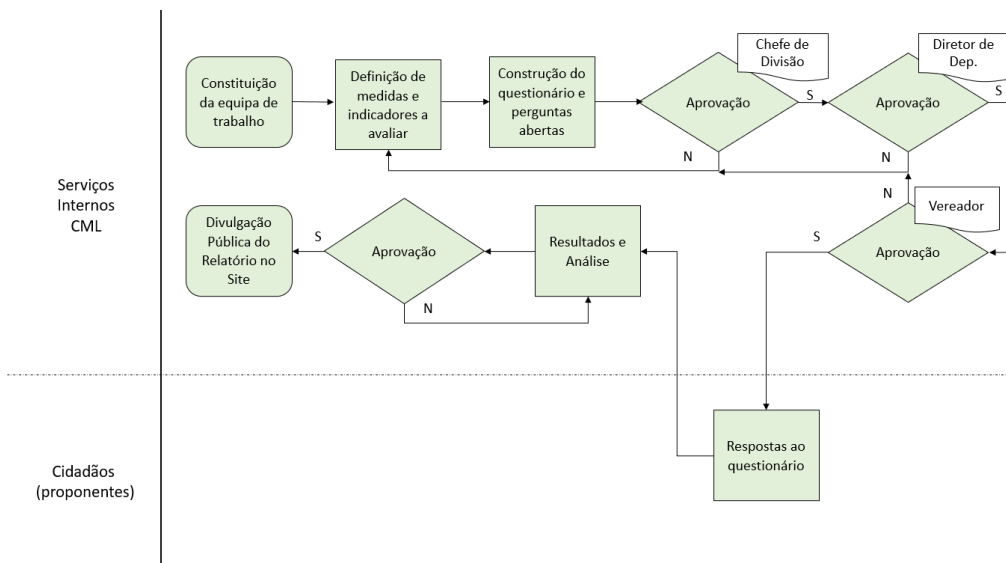 Constituição
da equipa de
trabalho
Definição de
medidas e
indicadores a
avaliar
Construção do
questionário e
perguntas
abertas
Aprovação
Chefe de
Divisão
S
N
Aprovação
Diretor de
Dep.
S
N
Serviços
Internos
CML
Divulgação
Pública do
Relatório no
Site
S
Aprovação
N
Resultados e
Análise
S
Aprovação
Vereador
N
Cidadãos
(proponentes)
Respostas ao
questionário